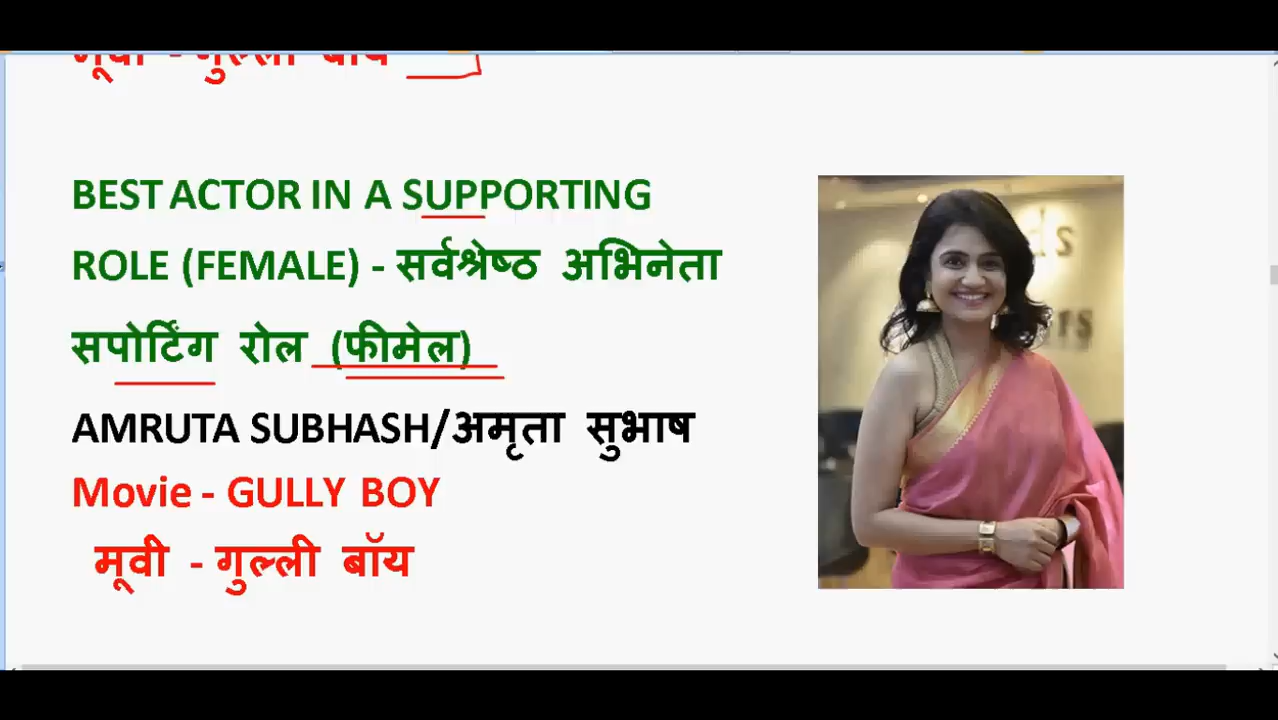 मूवी - गुल्ली बॉय
BEST ACTOR IN A SUPPORTING
ROLE (FEMALE) - सर्वश्रेष्ठ अभिनेता
सपोर्टिंग रोल (फीमेल)
AMRUTA SUBHASH/अमृता सुभाष
Movie - GULLY BOY
मूवी - गुल्ली बॉय